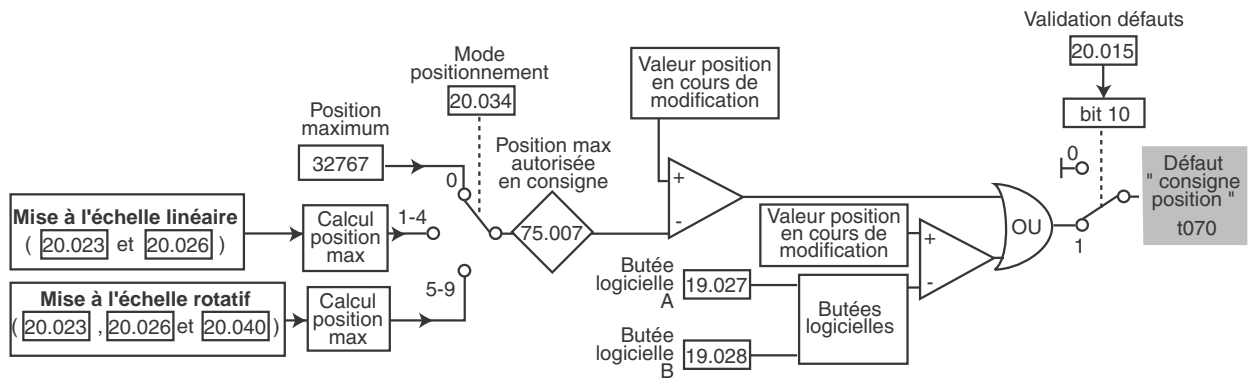 Validation défauts
20.015
bit 10
Mode
positionnement
20.034
Valeur position
en cours de
modification
Position
maximum
32767
0
Position max
autorisée
en consigne
75.007
+
-
0
Défaut
" consigne
position "
t070
Mise à l'échelle linéaire
( 20.023 et 20.026 )
Calcul
position
max
1-4
Valeur position
en cours de
modification
+
-
OU
1
Mise à l'échelle rotatif
( 20.023 , 20.026 et 20.040 )
Calcul
position
max
5-9
Butée
logicielle
A
19.027
Butées
logicielles
Butée
logicielle
B
19.028